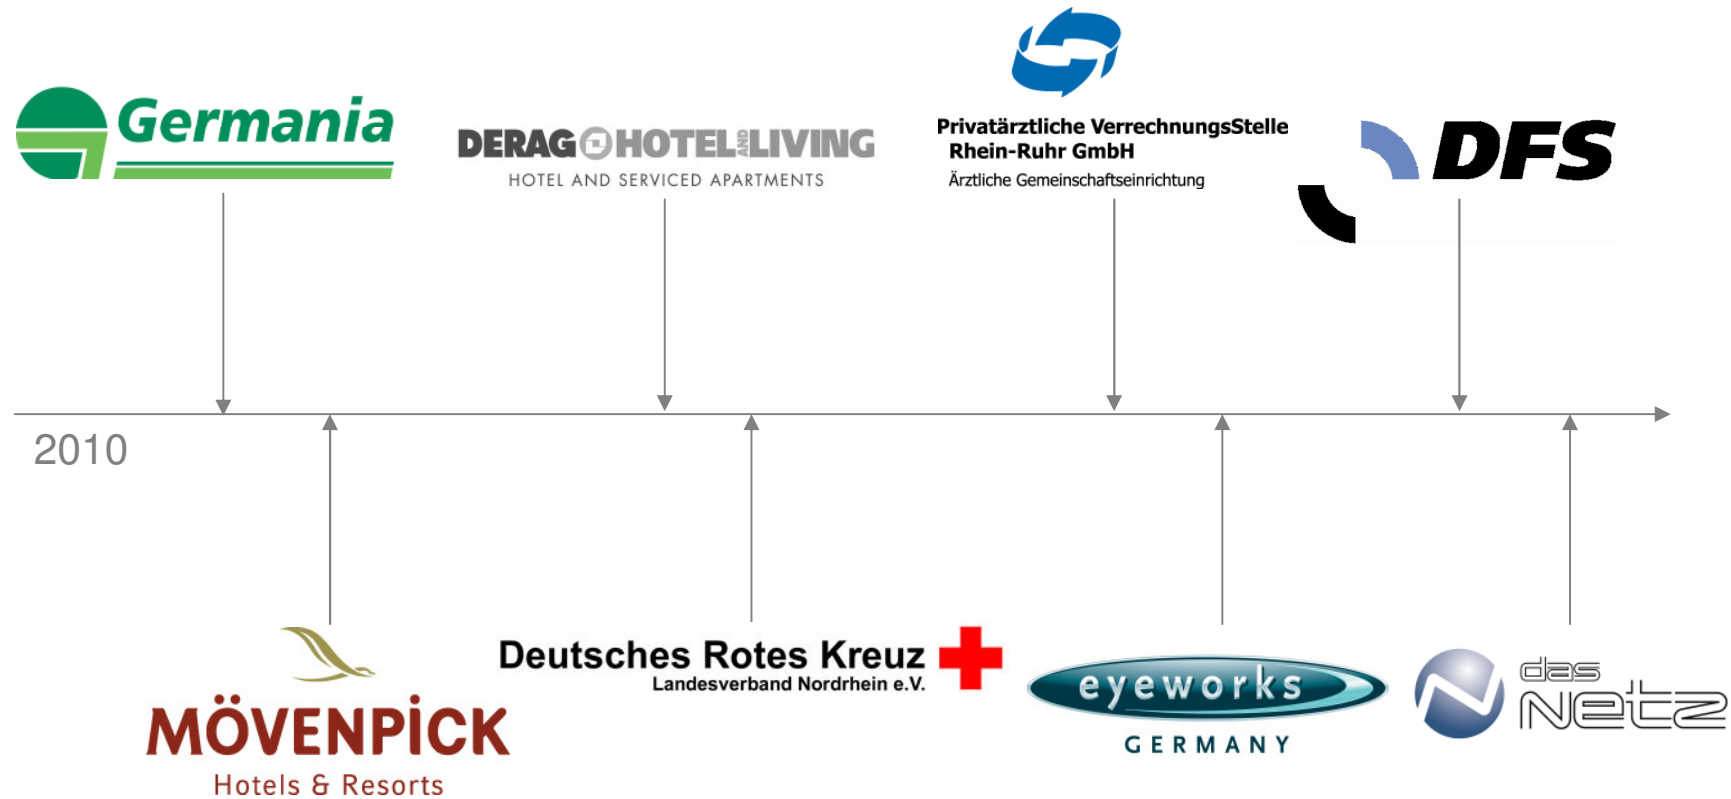 Germania
DERAG HOTEL AND LIVING
HOTEL AND SERVICED APARTMENTS
Privatärztliche VerrechnungsStelle
Rhein-Ruhr GmbH
Ärztliche Gemeinschaftseinrichtung
DFS
2010
MÖVENPICK
Hotels & Resorts
Deutsches Rotes Kreuz
Landesverband Nordrhein e.V.
eyeworks
GERMANY
das
Netz